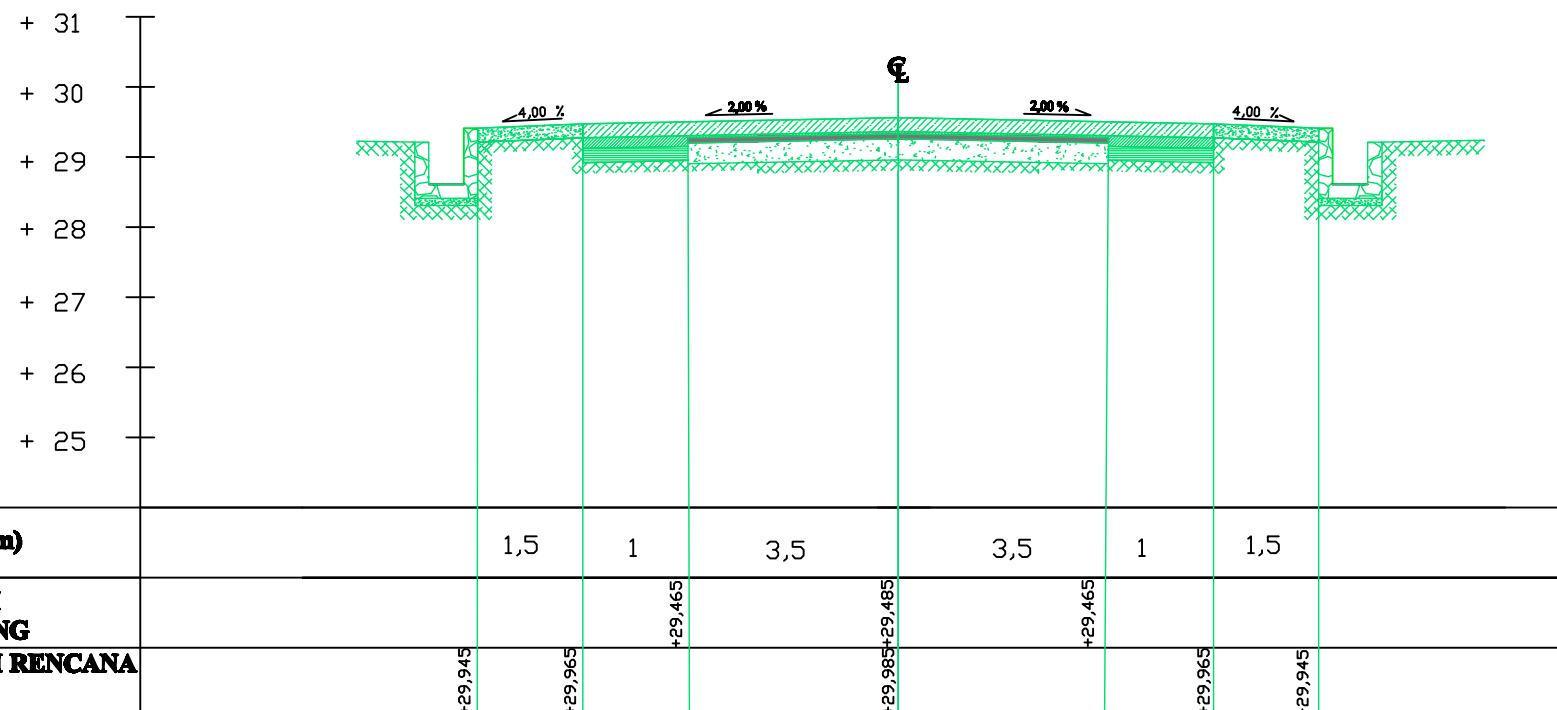 + 31
+ 30
+ 29
+ 28
+ 27
+ 26
+ 25
CL
4,00 %
2,00 %
2,00 %
4,00 %
1,5 1 3,5 3,5 1 1,5
+29,465 +29,485 +29,465
RENCANA
+29,945 +29,965 +29,985 +29,965 +29,945